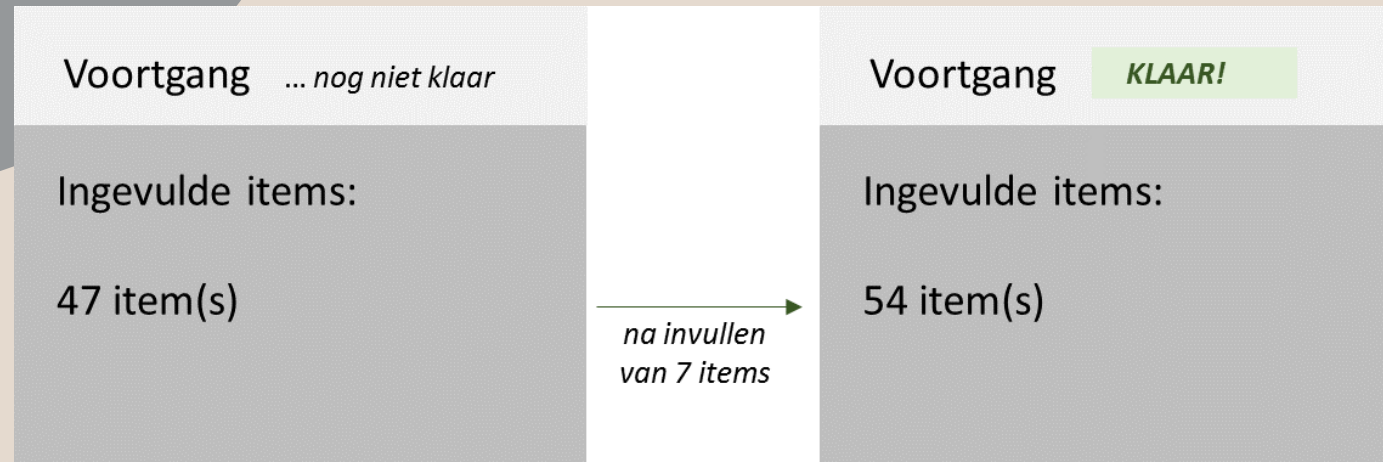 Voortgang ... nog niet klaar
Ingevulde items:
47 item(s)
na invullen
van 7 items
Voortgang KLAAR!
Ingevulde items:
54 item(s)